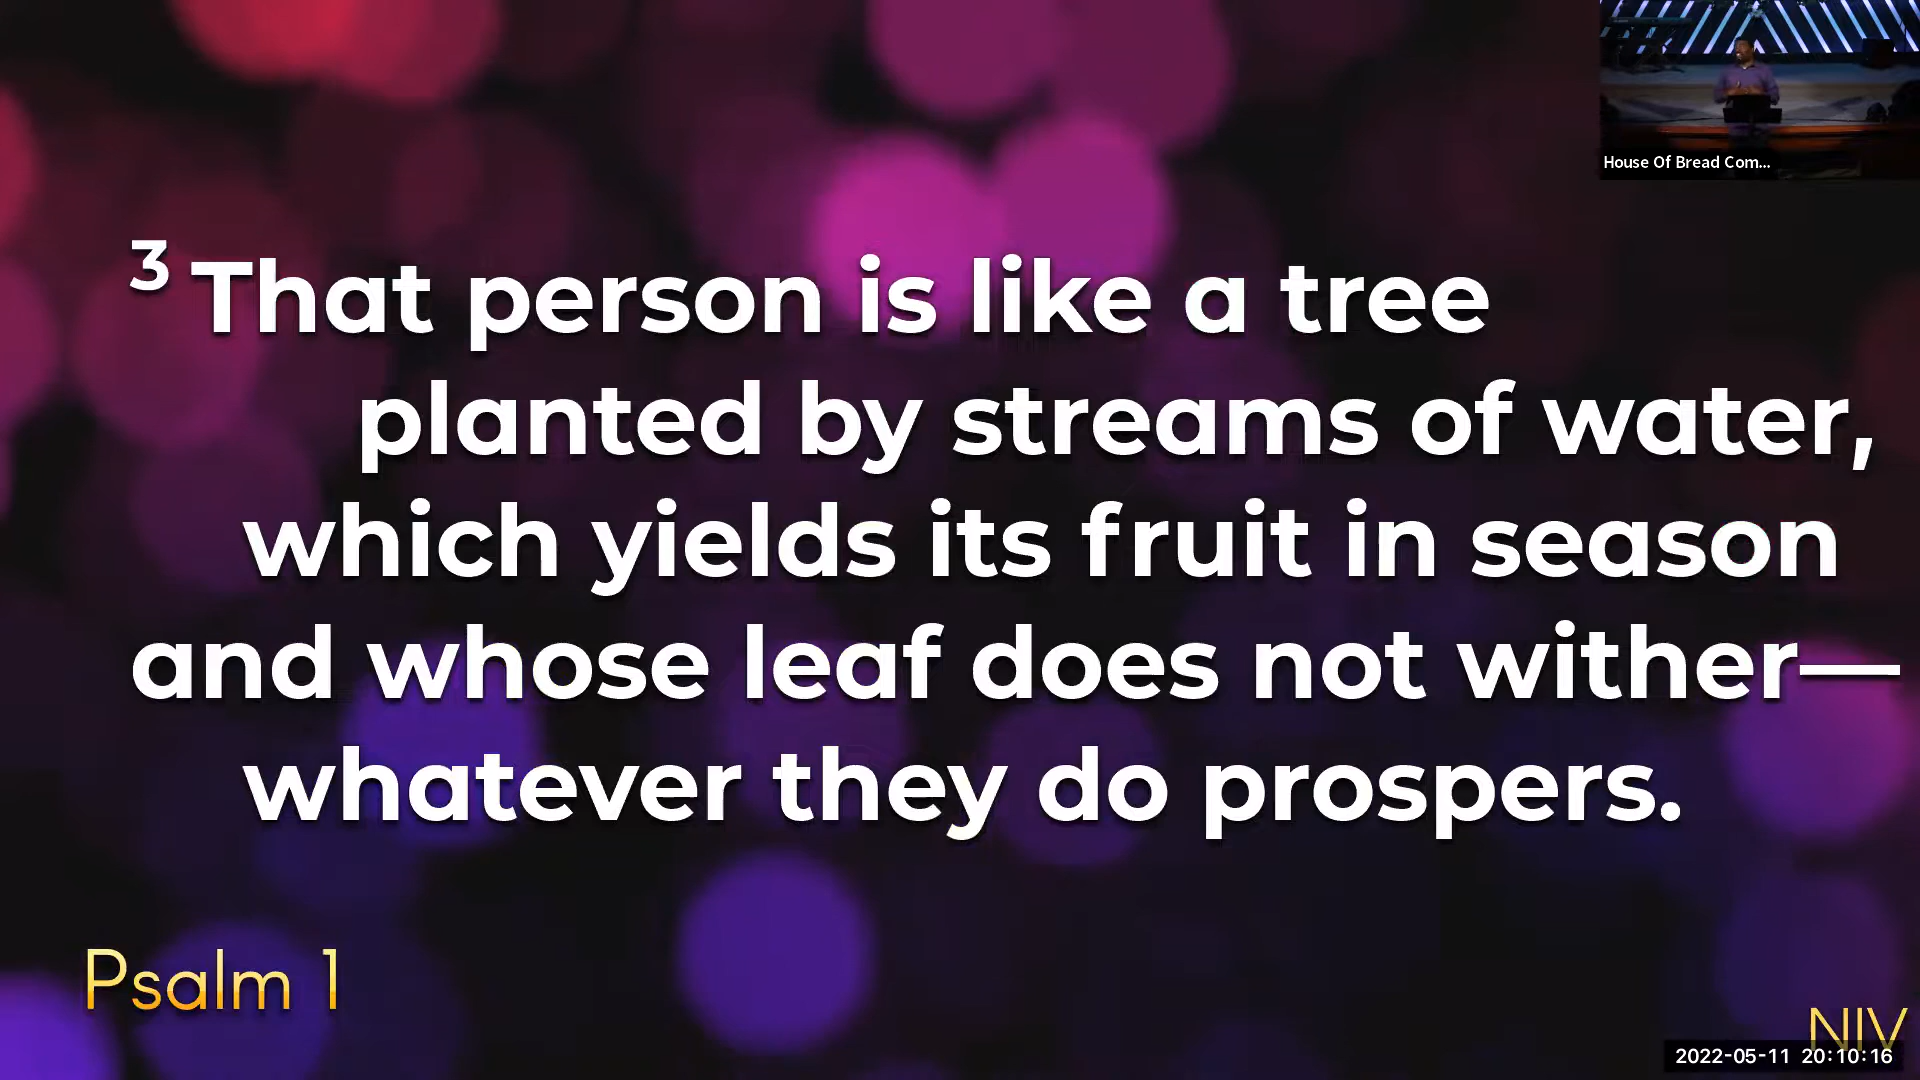 House Of Bread Com...
3 That person is like a tree
planted by streams of water,
which yields its fruit in season
and whose leaf does not wither—
whatever they do prospers.
Psalm 1
NIV
2022-05-11 20:10:16